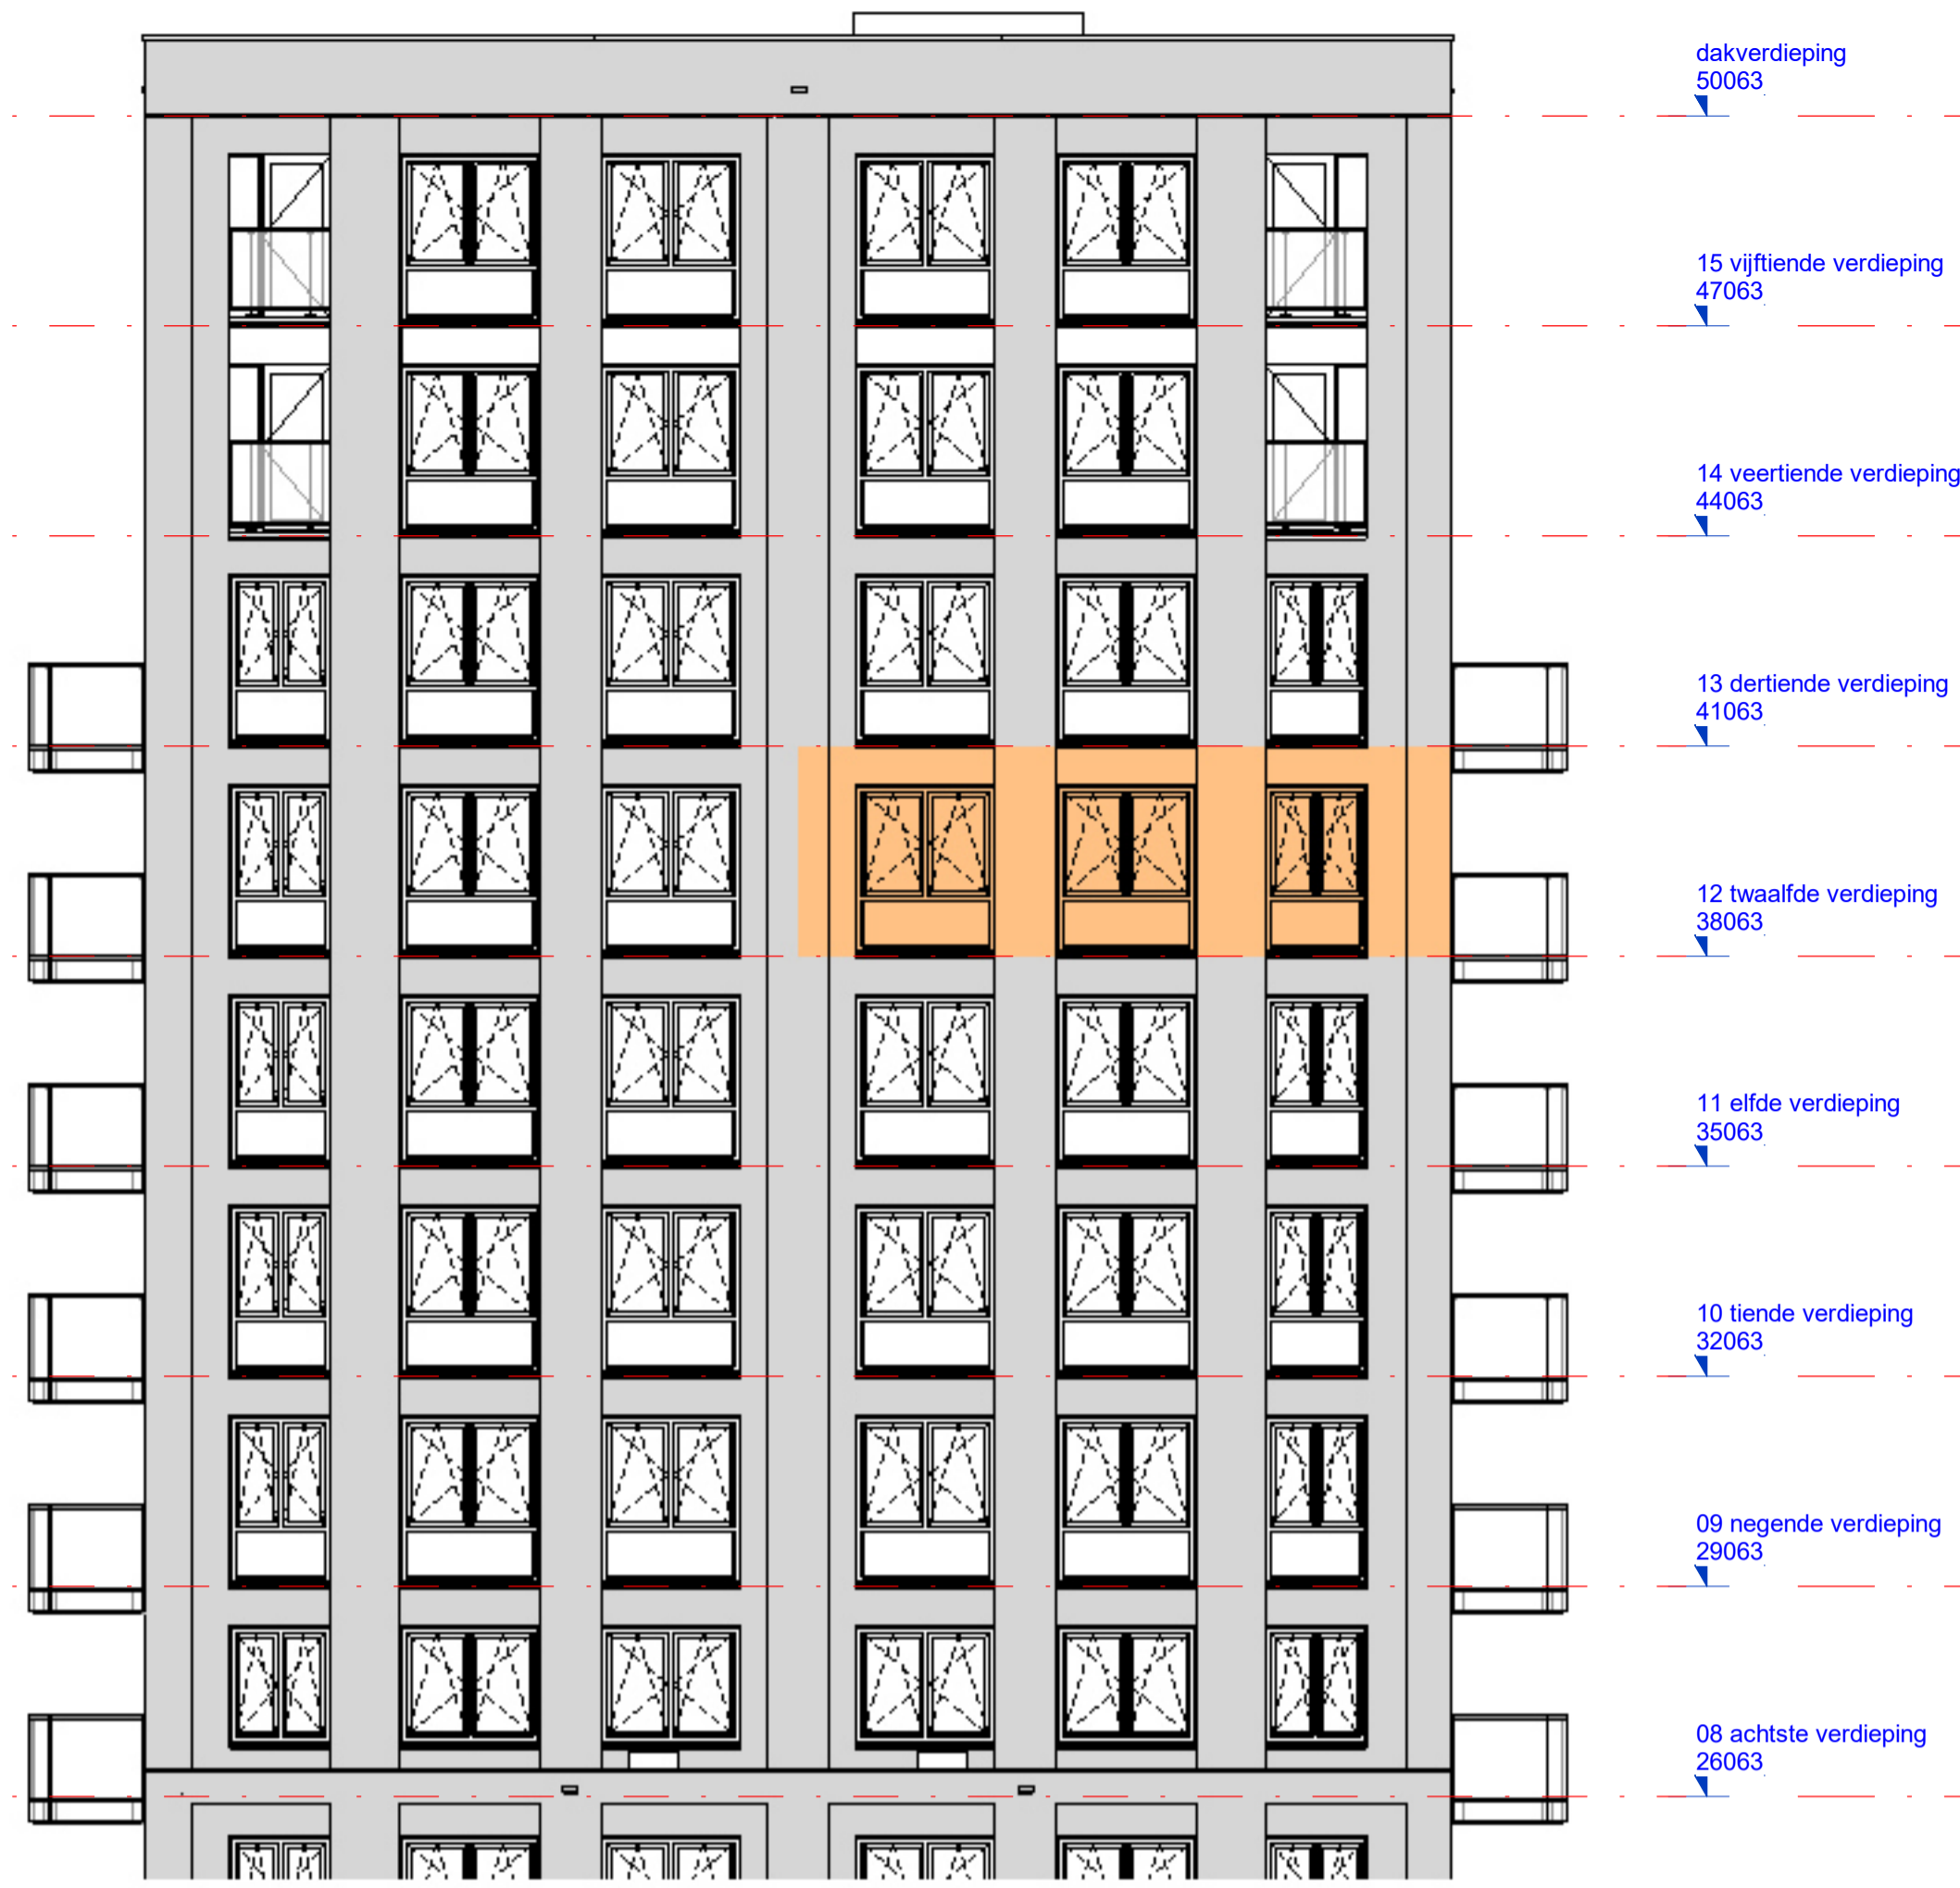 dakverdieping
50063
15 vijftiende verdieping
47063
14 veertiende verdieping
44063
13 dertiende verdieping
41063
12 twaalfde verdieping
38063
11 elfde verdieping
35063
10 tiende verdieping
32063
09 negende verdieping
29063
08 achtste verdieping
26063